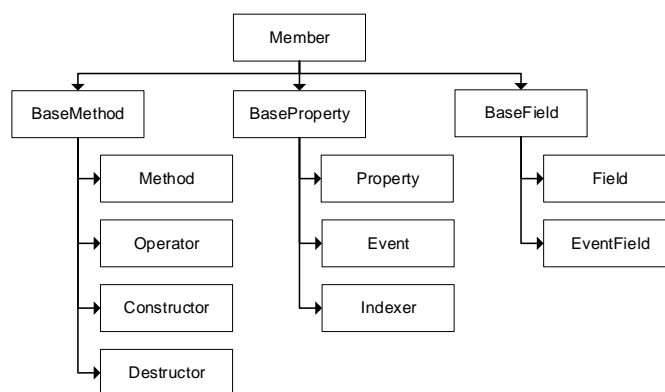 Member
BaseMethod
BaseProperty
BaseField
Method
Property
Field
Operator
Event
EventField
Constructor
Indexer
Destructor